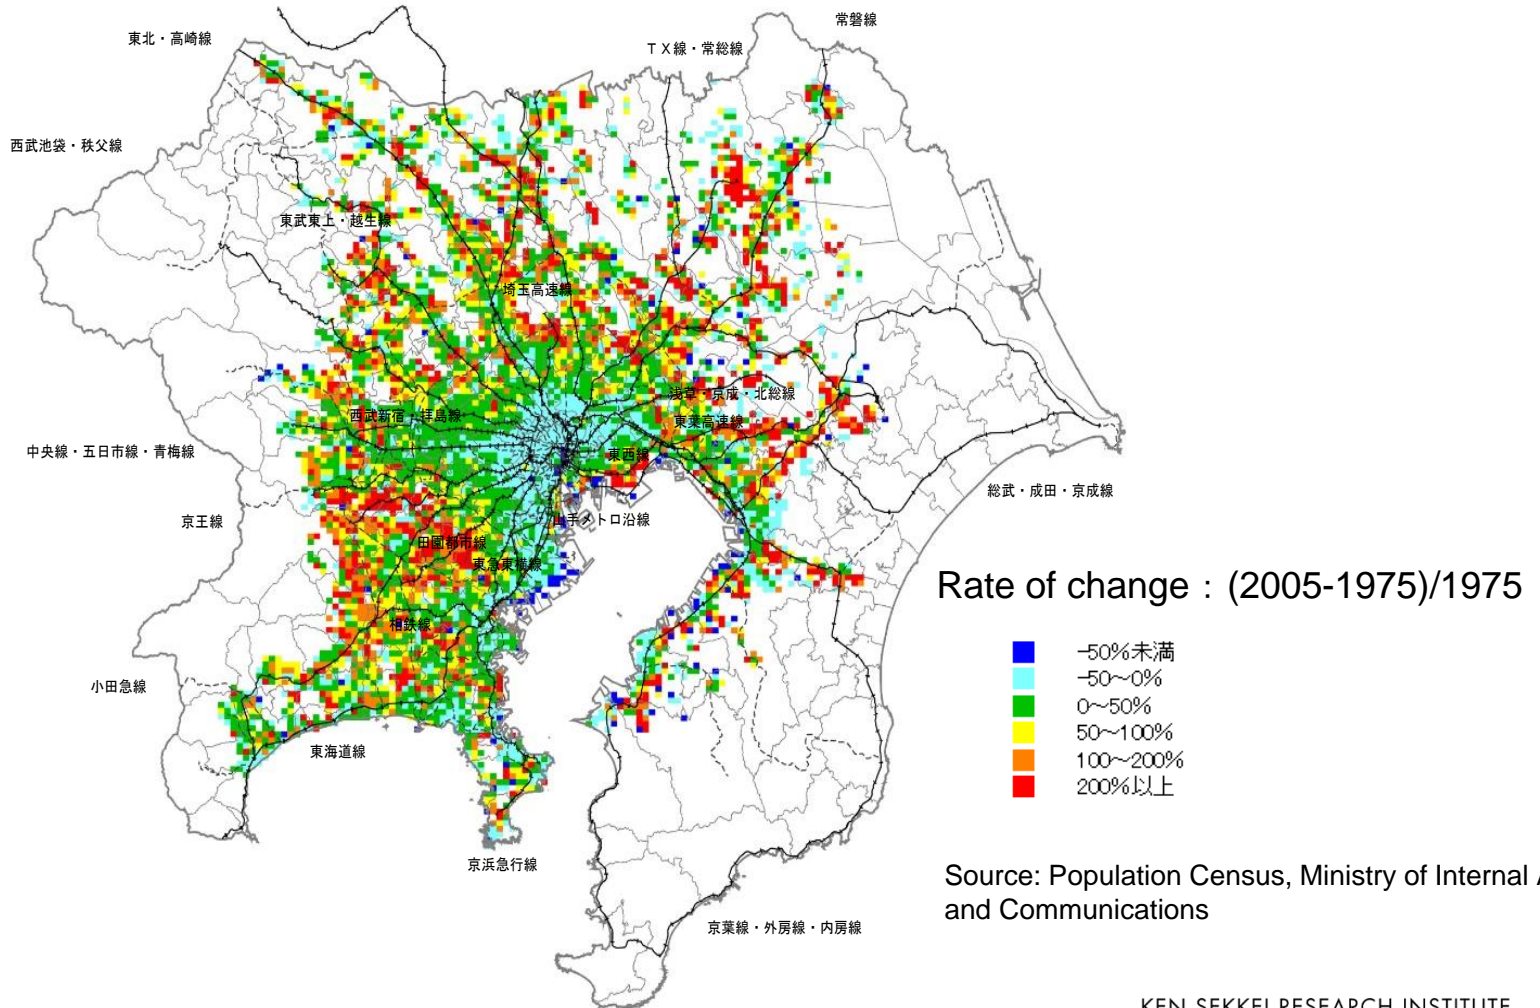 常磐線
東北・高崎線
ＴＸ線・常総線
西武池袋・秩父線
東武東上・越生線
埼玉高速線
浅草・京成・北総線
西武新宿・拝島線
東葉高速線
中央線・五日市線・青梅線
東西線
総武・成田・京成線
京王線
山手メトロ沿線
田園都市線
東急東横線
Rate of change : (2005-1975)/1975
相鉄線
-50%未満
-50～0%
0～50%
50～100%
100～200%
200%以上
小田急線
東海道線
京浜急行線
Source: Population Census, Ministry of Internal
and Communications
京葉線・外房線・内房線
KEN SEKKEI RESEARCH INSTITUTE